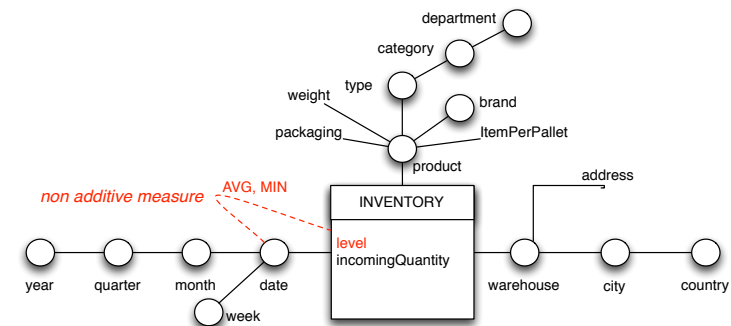 department
category
type
weight
brand
packaging
ItemPerPallet
product
address
AVG, MIN
non additive measure
INVENTORY
level
incomingQuantity
year
quarter
month
date
warehouse
city
country
week